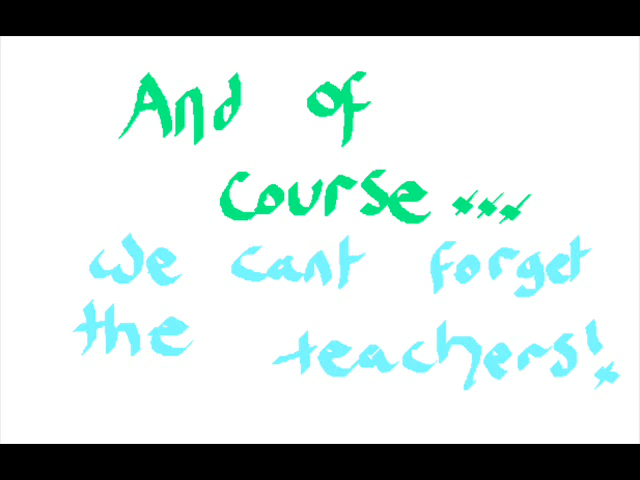 And of
course...
we cant forget
the teachers!